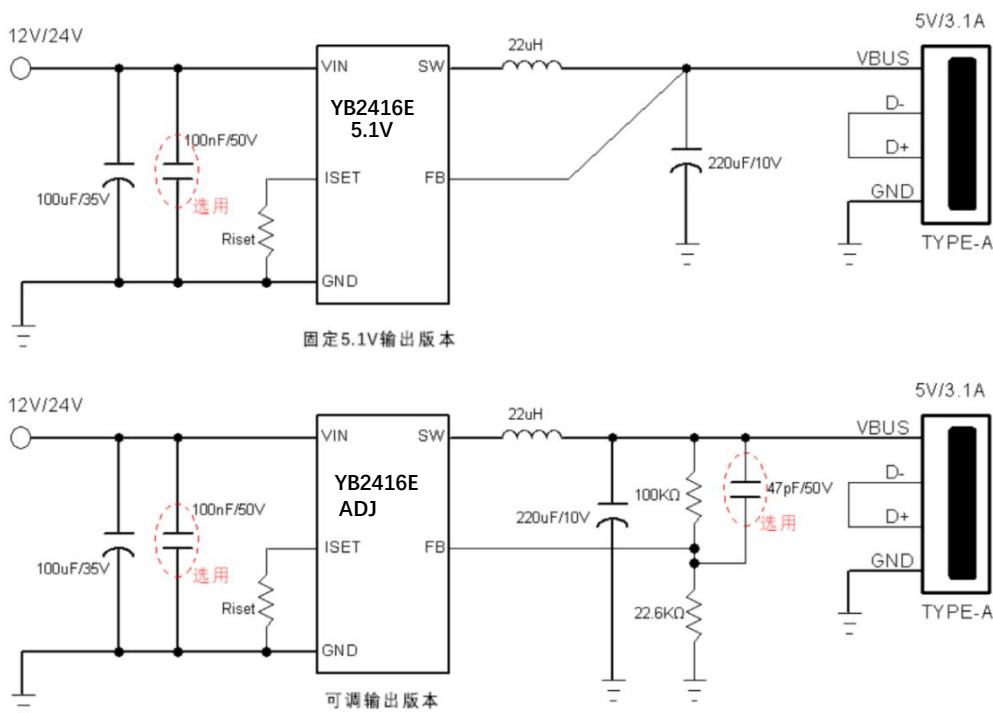 5V/3.1A
12V/24V
22uH
VIN
SW
VBUS
YB2416E
5.1V
D-
100nF/50V
D+
220uF/10V
ISET
FB
100uF/35V
选用
GND
Riset
TYPE-A
GND
固定5.1V输出版本
5V/3.1A
12V/24V
22uH
VIN
SW
VBUS
YB2416E
ADJ
D-
100KΩ
47pF/50V
100nF/50V
220uF/10V
D+
选用
ISET
FB
100uF/35V
选用
GND
Riset
22.6KΩ
TYPE-A
GND
可调输出版本